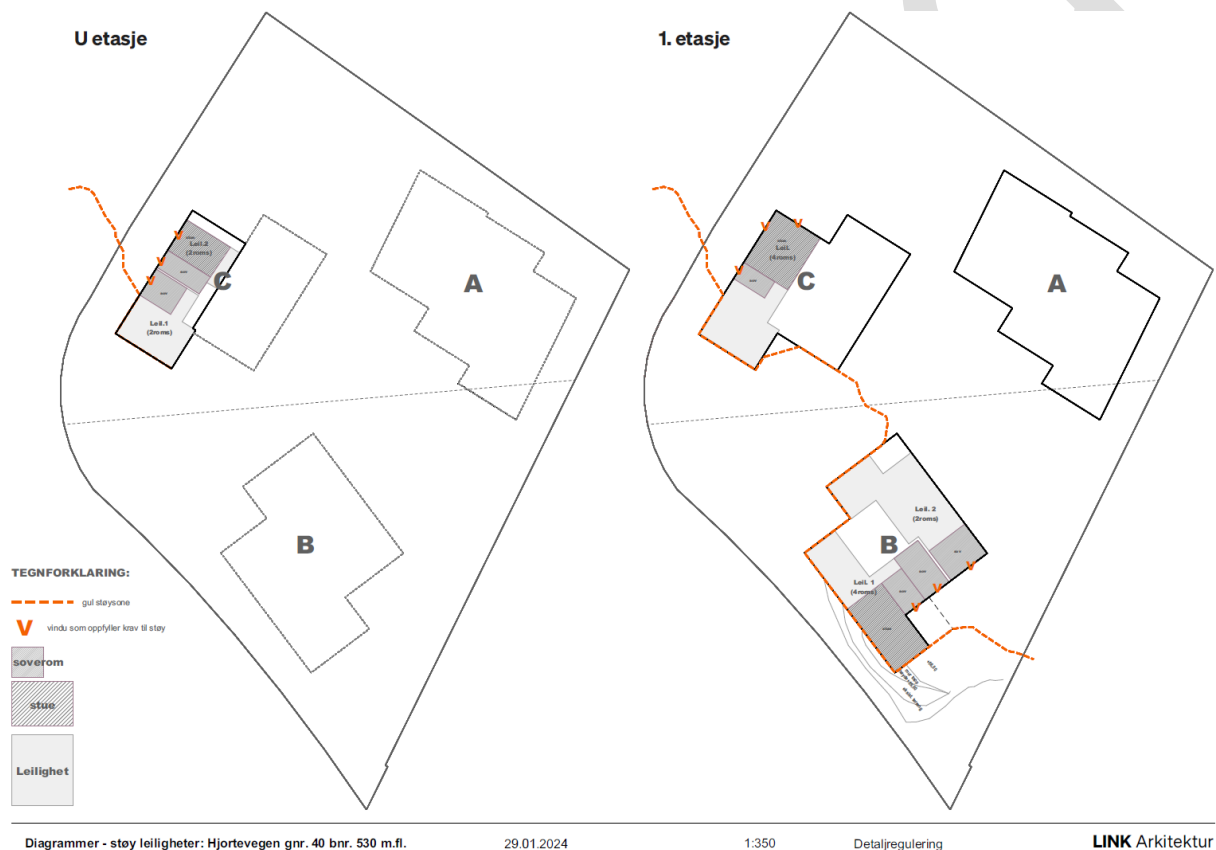 U etasje
1. etasje
Leil.2
(2roms)
C
Leil.1
(2roms)
A
B
V
V
V
Leil.
(4roms)
C
A
V
V
V
Leil. 2
(2roms)
B
Leil. 1
(4roms)
V
V
V
TEGNFORKLARING:
gul støysone
V vindu som oppfyller krav til støy
soverom
stue
Leilighet
Diagrammer - støy leiligheter: Hjortevegen gnr. 40 bnr. 530 m.fl. 29.01.2024 1:350 Detaljregulering LINK Arkitektur